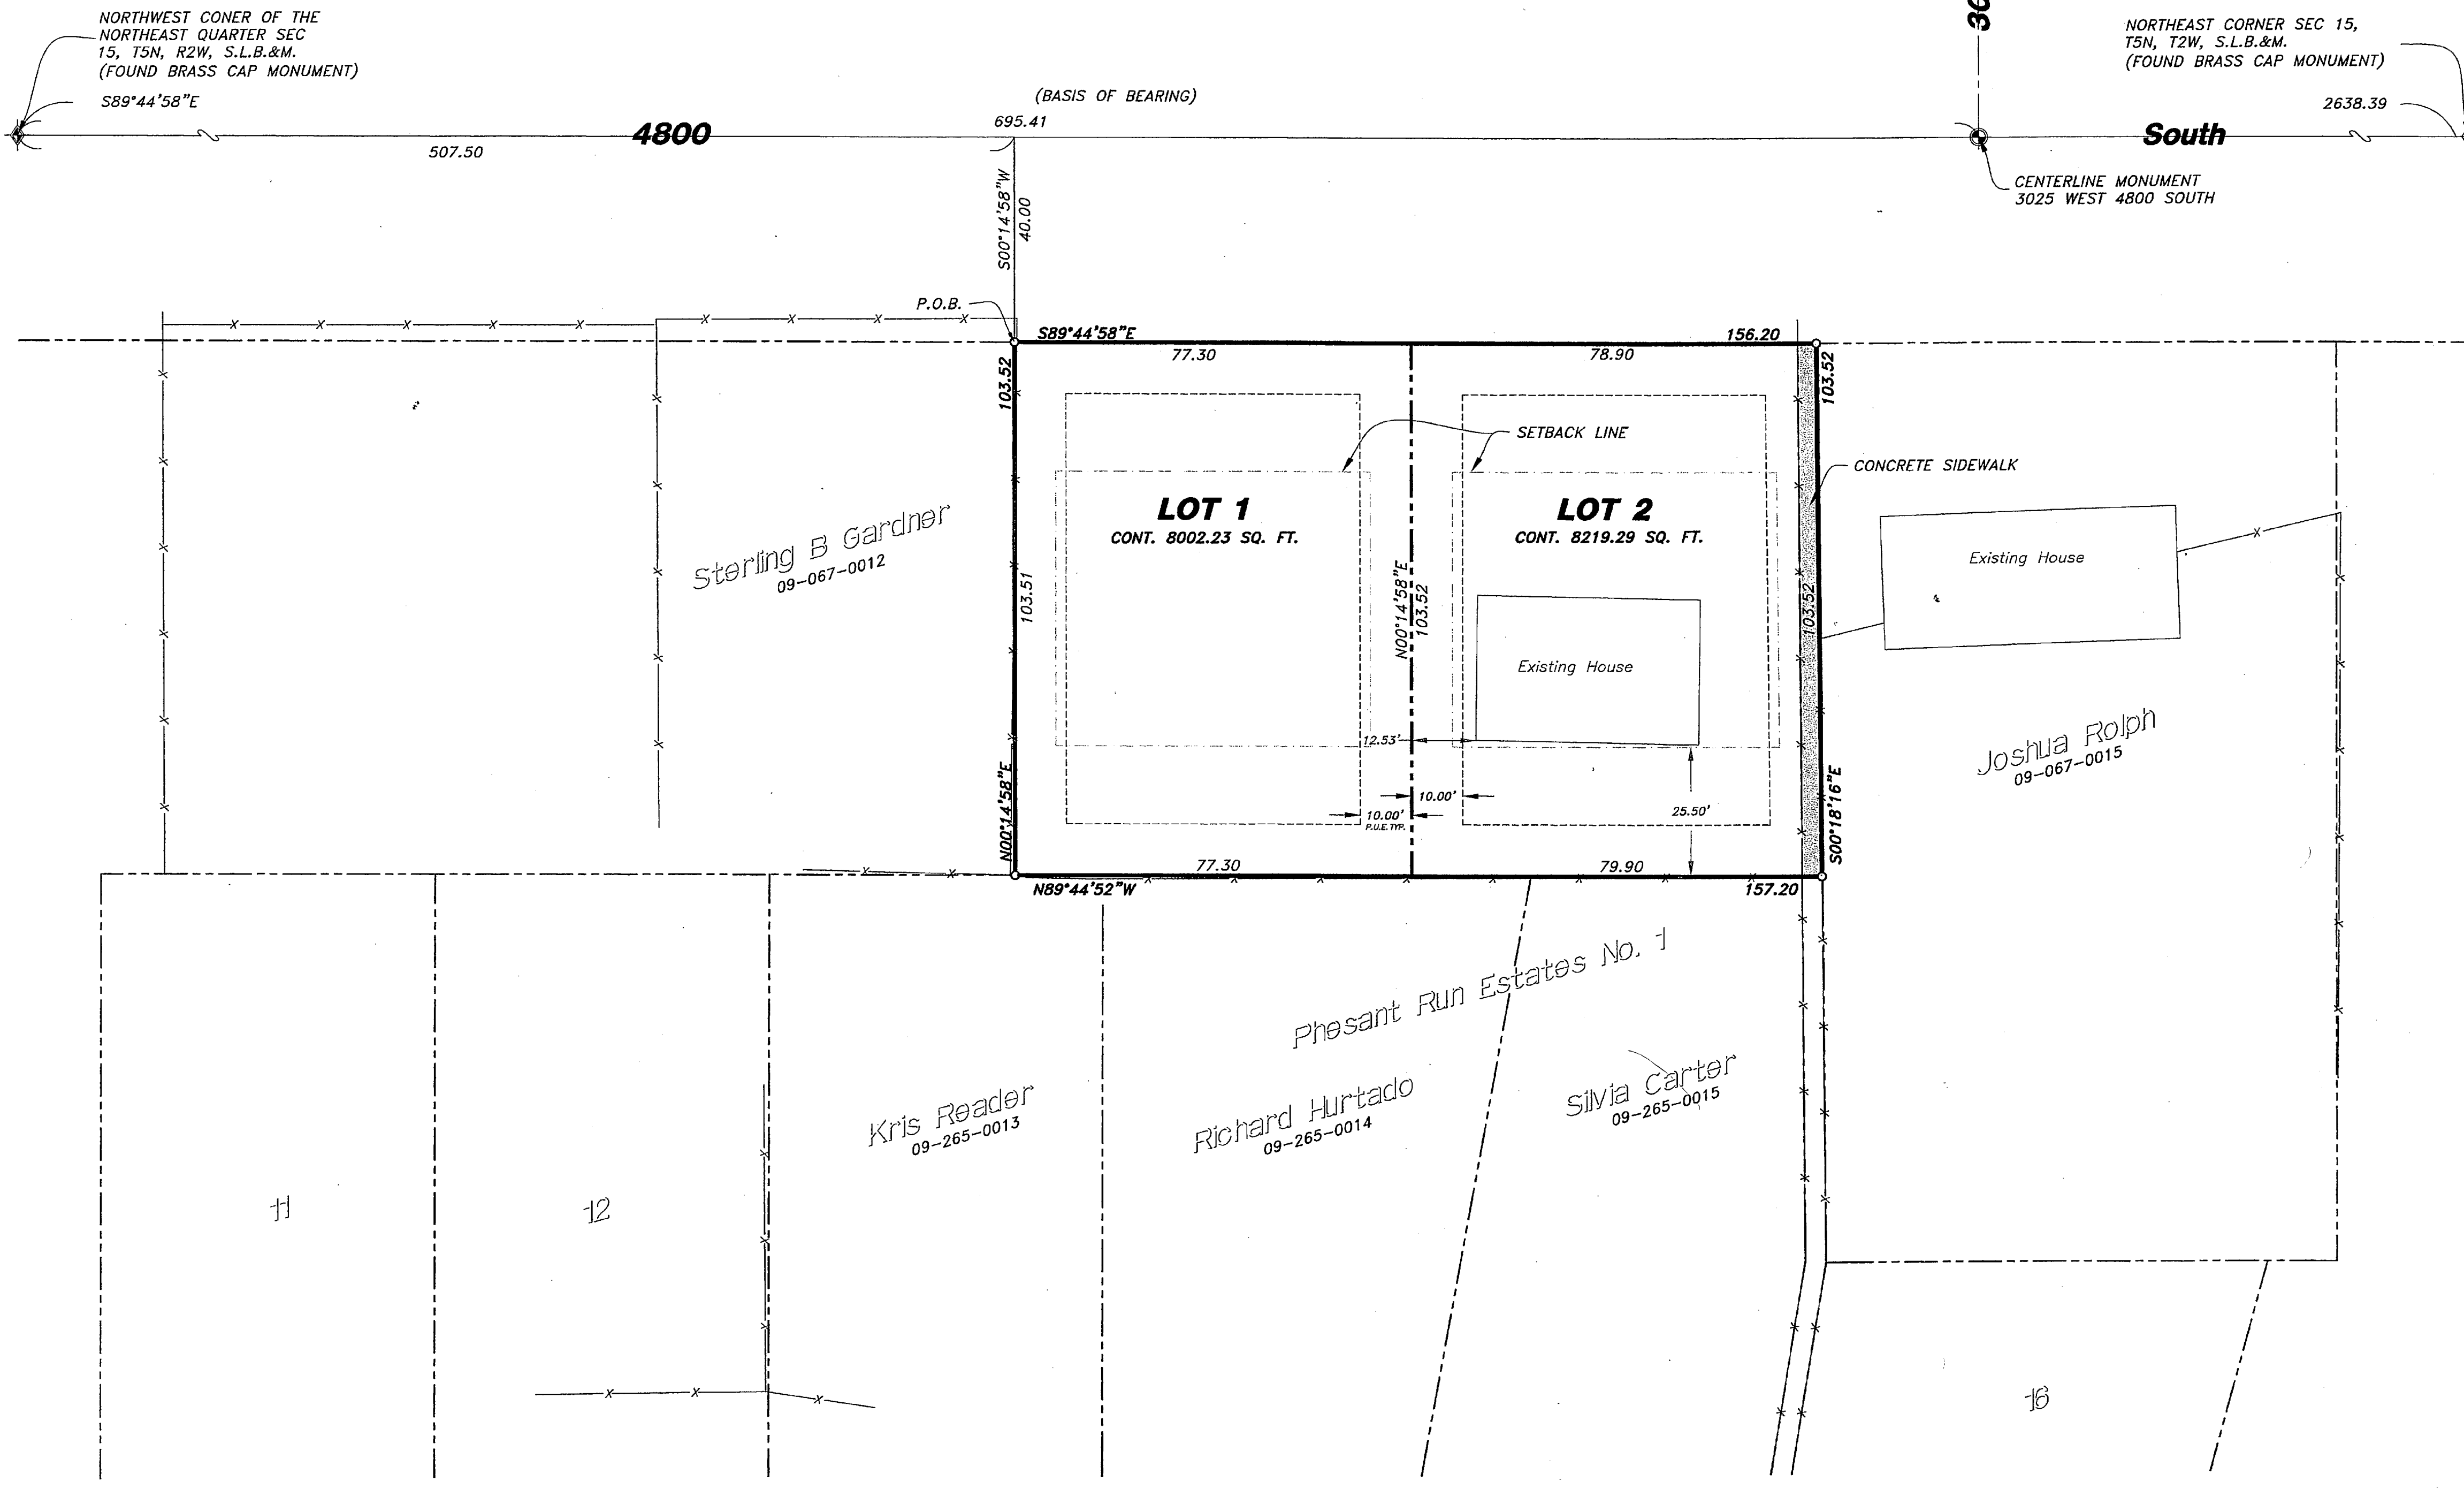 NORTHWEST CONER OF THE
NORTHEAST QUARTER SEC
15, T5N, R2W, S.L.B.&M.
(FOUND BRASS CAP MONUMENT)
S89°44'58"E
(BASIS OF BEARING)
695.41
507.50
4800
South
NORTHEAST CORNER SEC 15,
T5N, T2W, S.L.B.&M.
(FOUND BRASS CAP MONUMENT)
2638.39
CENTERLINE MONUMENT
3025 WEST 4800 SOUTH
S00°14'58"W
40.00
P.O.B.
S89°44'58"E
156.20
77.30
78.90
103.52
103.52
SETBACK LINE
CONCRETE SIDEWALK
LOT 1
CONT. 8002.23 SQ. FT.
LOT 2
CONT. 8219.29 SQ. FT.
Sterling B Gardner
09-067-0012
103.51
N00°14'58"E
103.52
103.52
Existing House
Existing House
Joshua Rolph
09-067-0015
12.53'
10.00'
10.00'
P.U.E. TYP.
25.50'
N00°14'58"E
S00°18'16"E
77.30
79.90
N89°44'52"W
157.20
Phesant Run Estates No. 1
Kris Reader
09-265-0013
Richard Hurtado
09-265-0014
Silvia Carter
09-265-0015
11
12
16